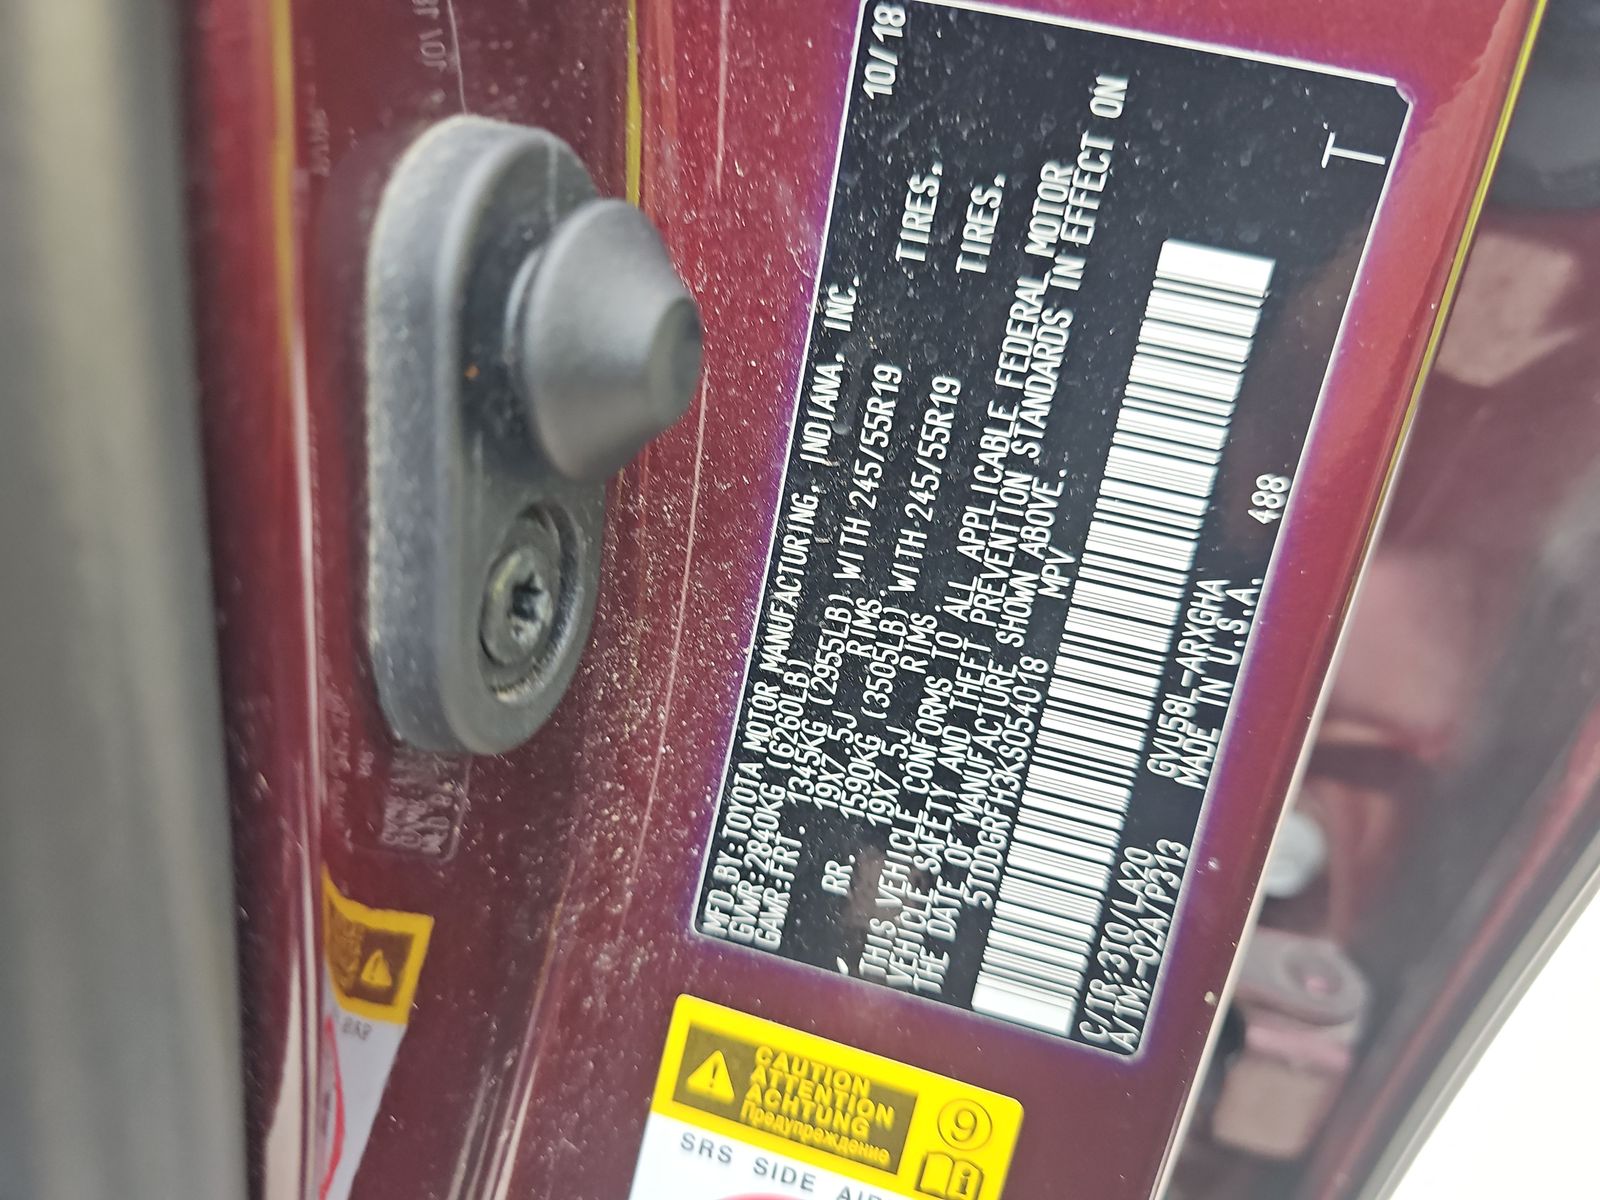 MFD.BY:TOYOTA MOTOR MANUFACTURING, INDIANA, INC. 10/18
GVWR:2840KG(6260LB)
GAWR:FRT. 1345KG (2955LB) WITH 245/55R19 TIRES,
19X7.5J RIMS
RR. 1590KG (3505LB) WITH 245/55R19 TIRES,
19X7.5J RIMS
THIS VEHICLE CONFORMS TO ALL APPLICABLE FEDERAL MOTOR
VEHICLE SAFETY AND THEFT PREVENTION STANDARDS IN EFFECT ON
THE DATE OF MANUFACTURE SHOWN ABOVE.
5TDDGRFH3KS054018 MPV
T
C/TR:3T0/LA20 GVU58L-ARXGHA 488
A/TM:-02A/P313 MADE IN U.S.A.
CAUTION
ATTENTION
ACHTUNG
Предупреждение
9
i
SRS SIDE